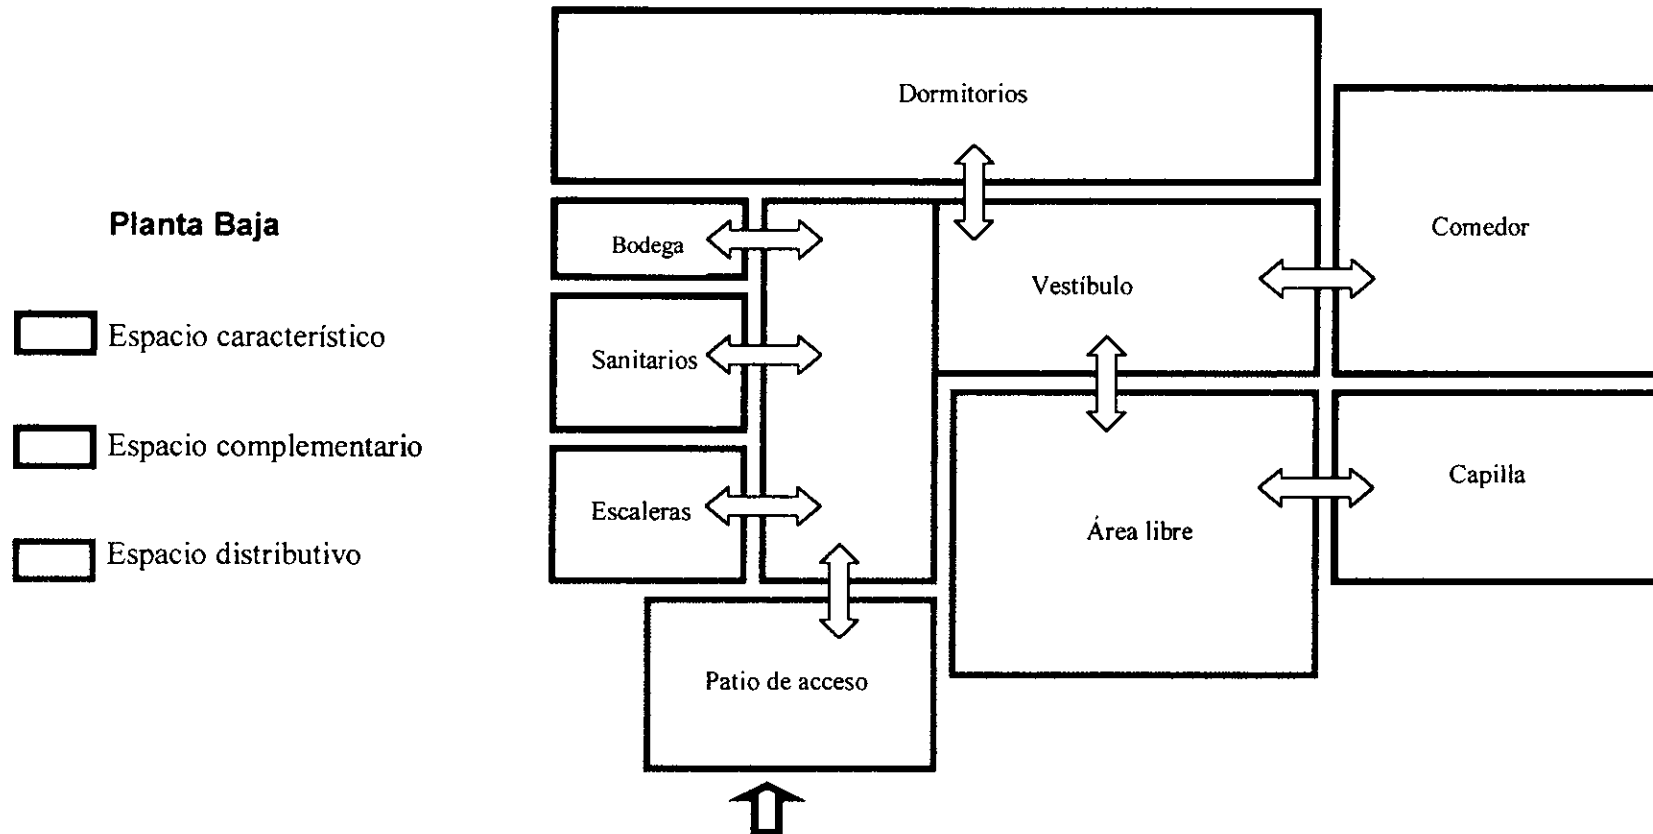 Planta Baja
Espacio característico
Espacio complementario
Espacio distributivo
Dormitorios
Bodega
Sanitarios
Escaleras
Vestíbulo
Comedor
Área libre
Capilla
Patio de acceso